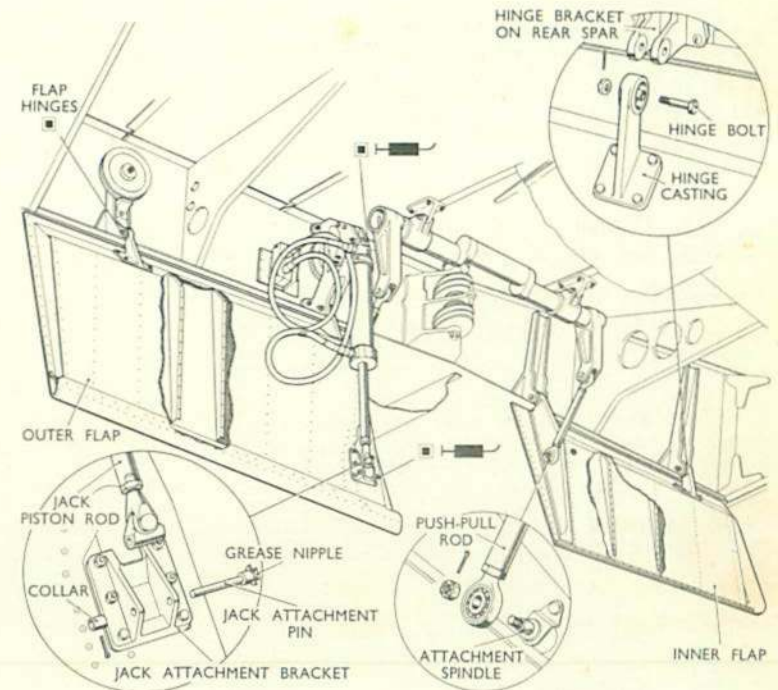 HINGE BRACKET
ON REAR SPAR
FLAP
HINGES
HINGE BOLT
HINGE
CASTING
OUTER FLAP
JACK
PISTON ROD
GREASE NIPPLE
COLLAR
JACK ATTACHMENT
PIN
JACK ATTACHMENT BRACKET
PUSH-PULL
ROD
ATTACHMENT
SPINDLE
INNER FLAP